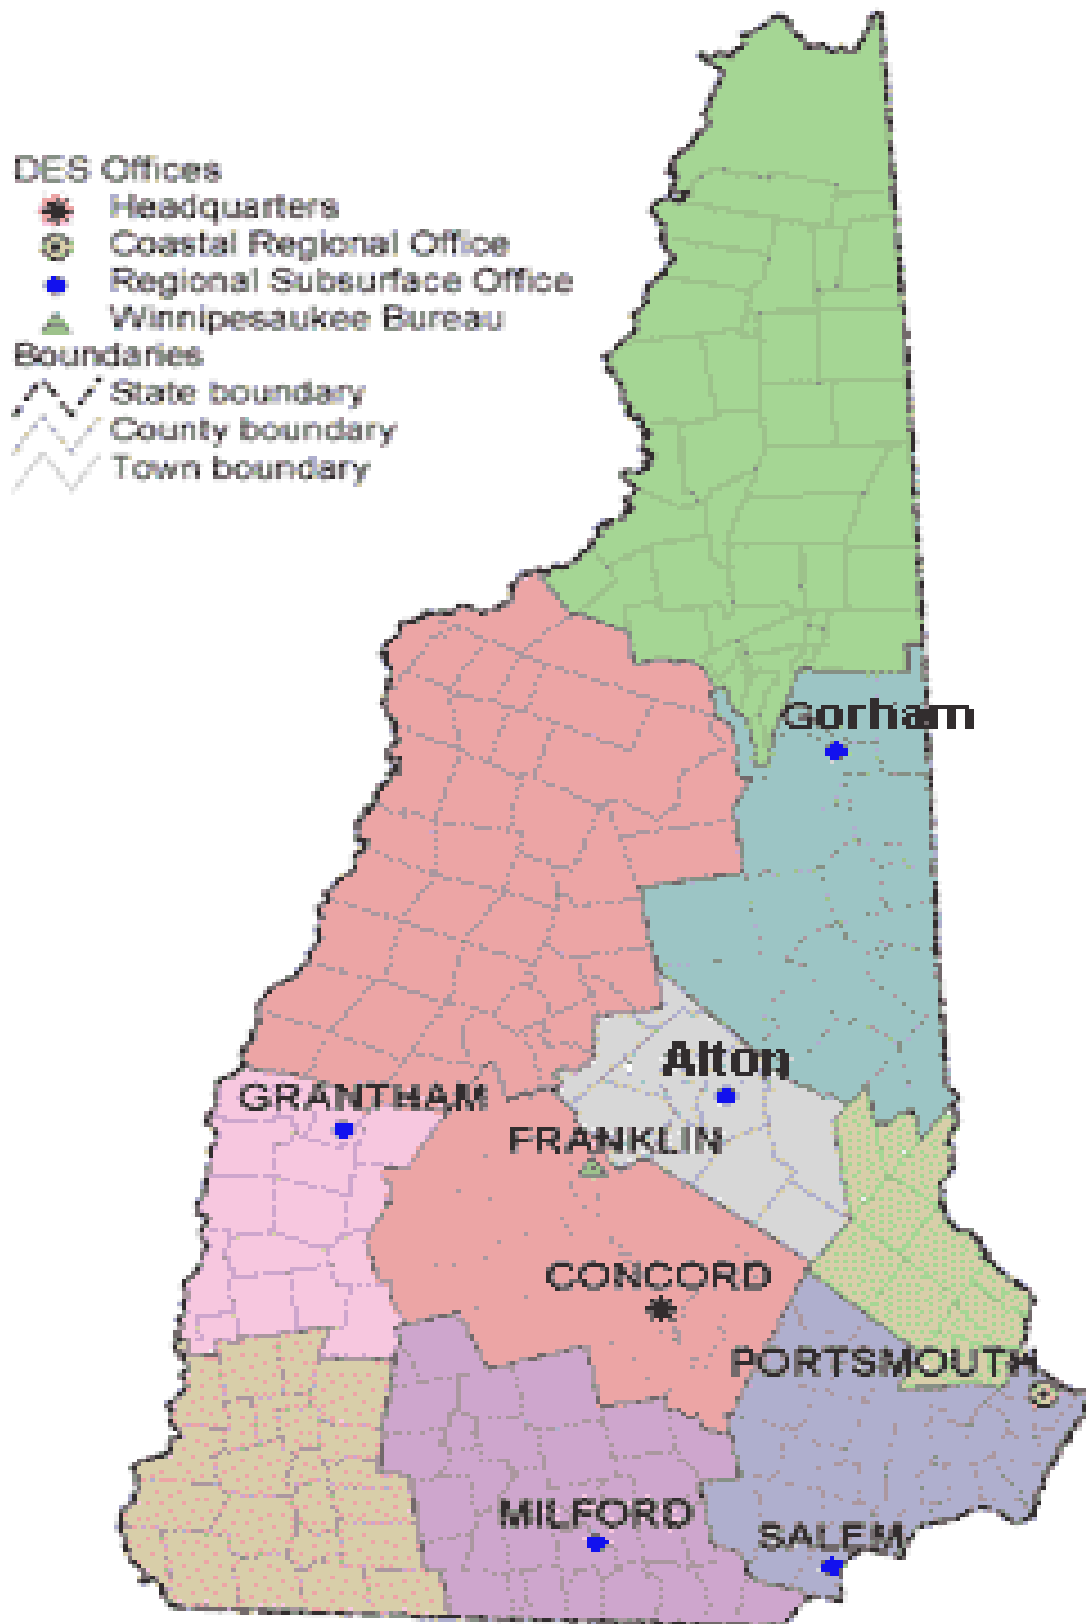 DES Offices
Headquarters
Coastal Regional Office
Regional Subsurface Office
Winnipesaukee Bureau
Boundaries
State boundary
County boundary
Town boundary
Gorham
Alton
GRANTHAM
FRANKLIN
CONCORD
PORTSMOUTH
MILFORD
SALEM